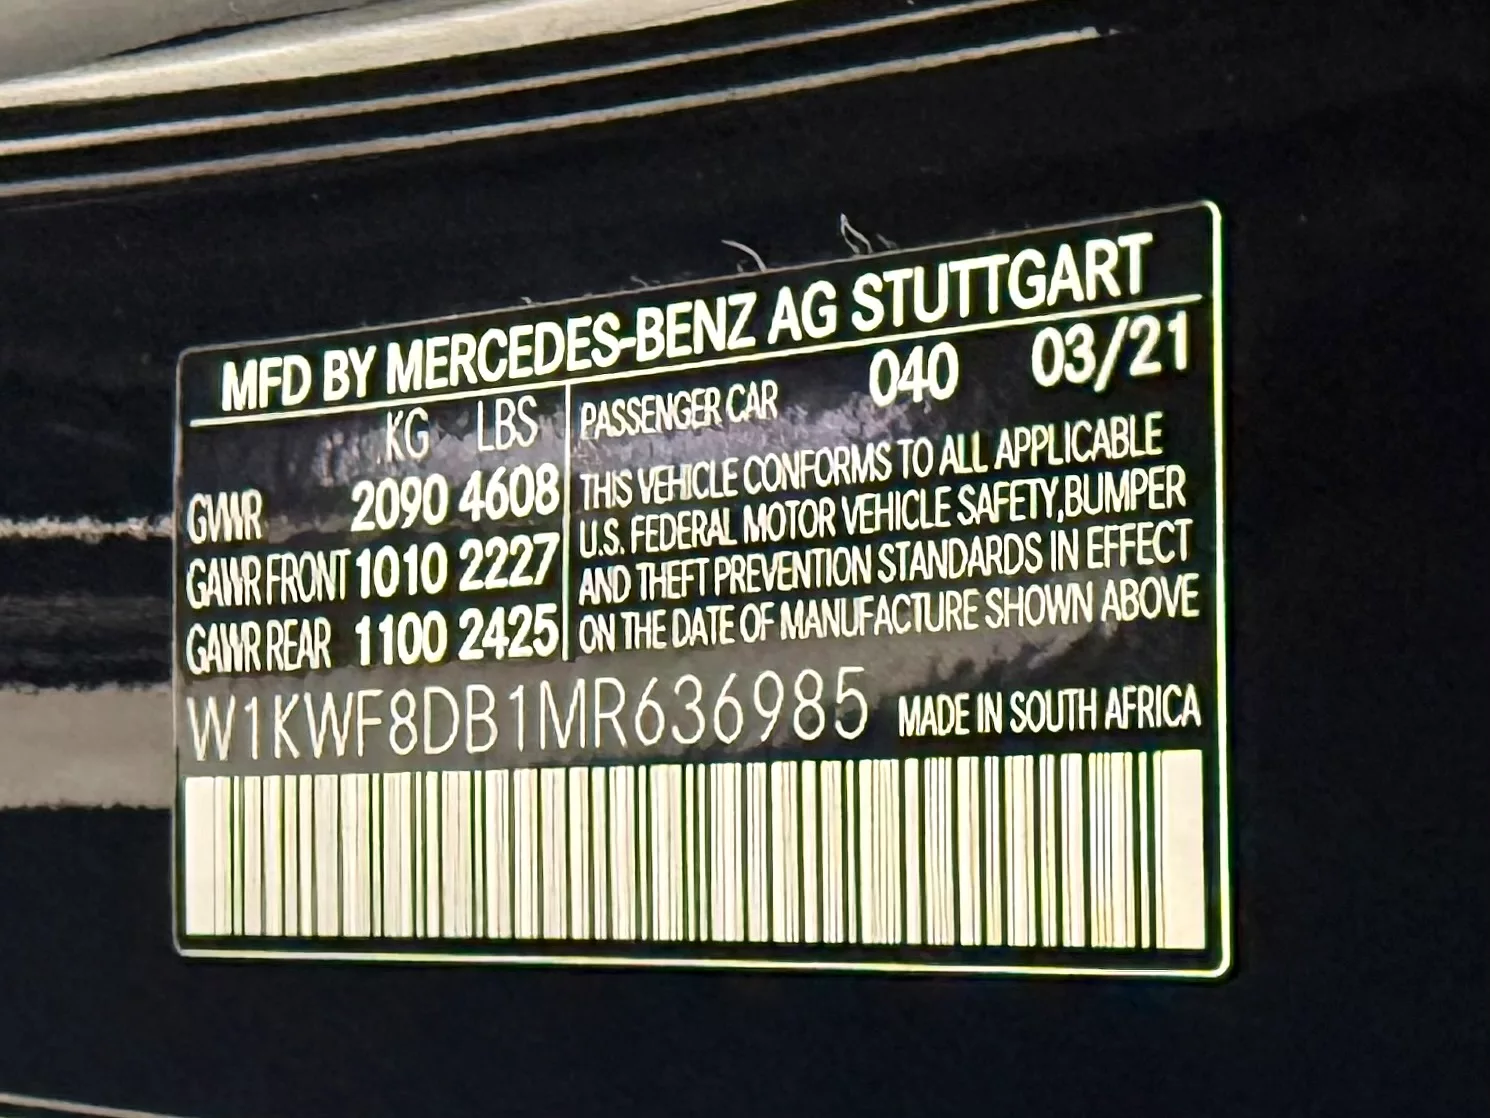 MFD BY MERCEDES-BENZ AG STUTTGART
KG LBS PASSENGER CAR 040 03/21
GVWR 2090 4608
GAWR FRONT 1010 2227
GAWR REAR 1100 2425
THIS VEHICLE CONFORMS TO ALL APPLICABLE
U.S. FEDERAL MOTOR VEHICLE SAFETY,BUMPER
AND THEFT PREVENTION STANDARDS IN EFFECT
ON THE DATE OF MANUFACTURE SHOWN ABOVE
W1KWF8DB1MR636985 MADE IN SOUTH AFRICA